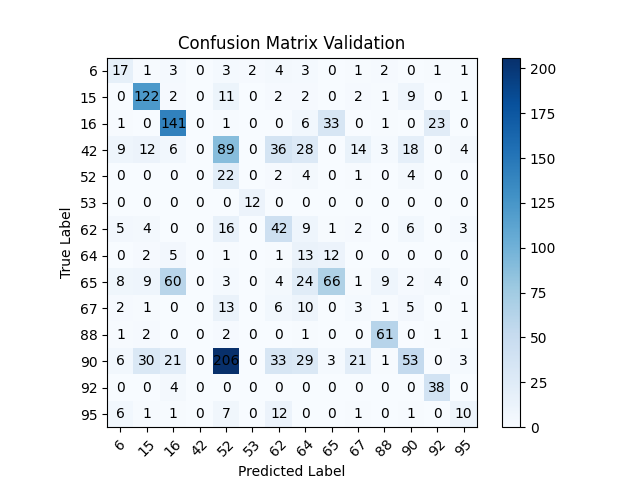 Confusion Matrix Validation
6 17 1 3 0 3 2 4 3 0 1 2 0 1 1
15 0 122 2 0 11 0 2 2 0 2 1 9 0 1
16 1 0 141 0 1 0 0 6 33 0 1 0 23 0
42 9 12 6 0 89 0 36 28 0 14 3 18 0 4
52 0 0 0 0 22 0 2 4 0 1 0 4 0 0
53 0 0 0 0 0 12 0 0 0 0 0 0 0 0
62 5 4 0 0 16 0 42 9 1 2 0 6 0 3
64 0 2 5 0 1 0 1 13 12 0 0 0 0 0
65 8 9 60 0 3 0 4 24 66 1 9 2 4 0
67 2 1 0 0 13 0 6 10 0 3 1 5 0 1
88 1 2 0 0 2 0 0 1 0 0 61 0 1 1
90 6 30 21 0 206 0 33 29 3 21 1 53 0 3
92 0 0 4 0 0 0 0 0 0 0 0 0 38 0
95 6 1 1 0 7 0 12 0 0 1 0 1 0 10
6 15 16 42 52 53 62 64 65 67 88 90 92 95
True Label
Predicted Label
200
175
150
125
100
75
50
25
0